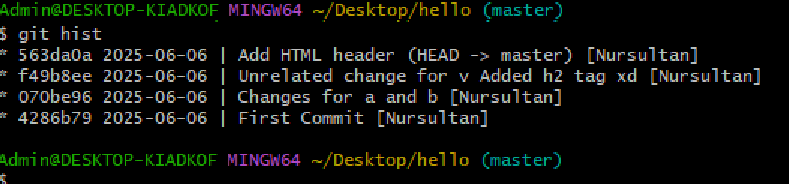 Admin@DESKTOP-KIADKOF MINGW64 ~/Desktop/hello (master)
$ git hist
* 563da0a 2025-06-06 | Add HTML header (HEAD -> master) [Nursultan]
* f49b8ee 2025-06-06 | Unrelated change for v Added h2 tag xd [Nursultan]
* 070be96 2025-06-06 | Changes for a and b [Nursultan]
* 4286b79 2025-06-06 | First Commit [Nursultan]
Admin@DESKTOP-KIADKOF MINGW64 ~/Desktop/hello (master)
$